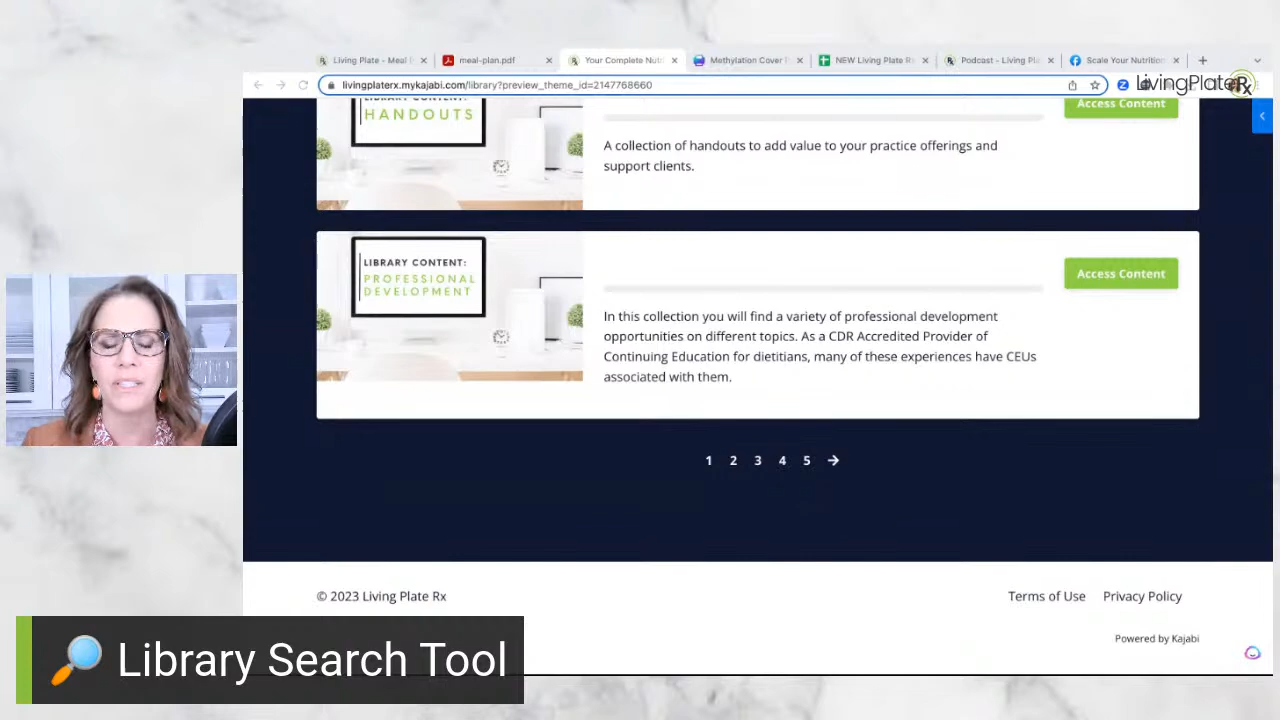 Living Plate - Meal
meal-plan.pdf
Your Complete Nutri
Methylation Cover
NEW Living Plate Rx
Podcast - Living Pla
Scale Your Nutrition
livingplaterx.mykajabi.com/library?preview_theme_id=2147768660
LivingPlateRx
LIBRARY CONTENT:
HANDOUTS
Access Content
A collection of handouts to add value to your practice offerings and
support clients.
LIBRARY CONTENT:
PROFESSIONAL
DEVELOPMENT
Access Content
In this collection you will find a variety of professional development
opportunities on different topics. As a CDR Accredited Provider of
Continuing Education for dietitians, many of these experiences have CEUs
associated with them.
1 2 3 4 5 →
© 2023 Living Plate Rx
Terms of Use Privacy Policy
Powered by Kajabi
Library Search Tool